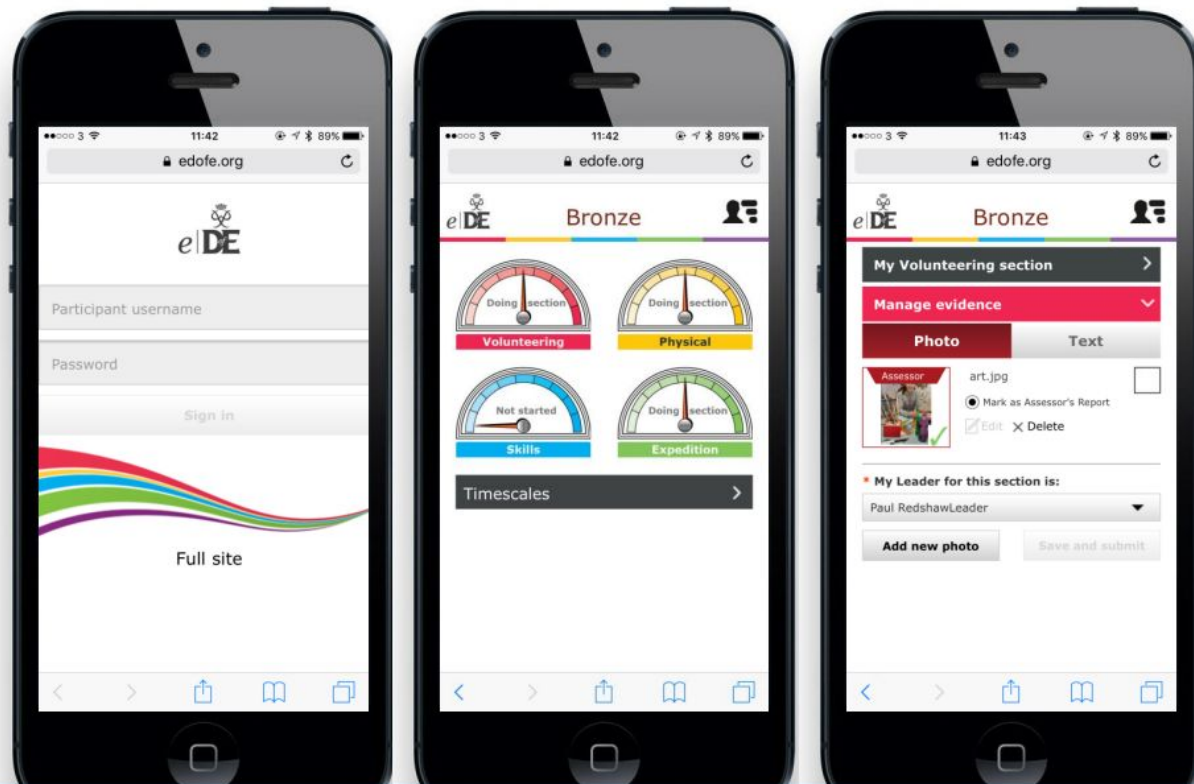 3 11:42 89%
edofe.org
e|DE
Participant username
Password
Sign in
Full site
3 11:42 89%
edofe.org
e|DE Bronze
Doing section
Volunteering
Doing section
Physical
Not started
Skills
Doing section
Expedition
Timescales
3 11:43 89%
edofe.org
e|DE Bronze
My Volunteering section
Manage evidence
Photo Text
Assessor
art.jpg
Mark as Assessor's Report
Edit Delete
* My Leader for this section is:
Paul RedshawLeader
Add new photo Save and submit